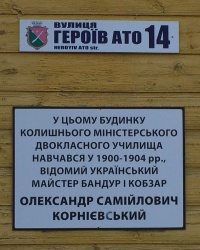 вулиця
ГЕРОЇВ АТО 14
HEROYIV ATO str.
У ЦЬОМУ БУДИНКУ
КОЛИШНЬОГО МІНІСТЕРСЬКОГО
ДВОКЛАСНОГО УЧИЛИЩА
НАВЧАВСЯ У 1900-1904 рр.,
ВІДОМИЙ УКРАЇНСЬКИЙ
МАЙСТЕР БАНДУР І КОБЗАР
ОЛЕКСАНДР САМІЙЛОВИЧ
КОРНІЄВСЬКИЙ